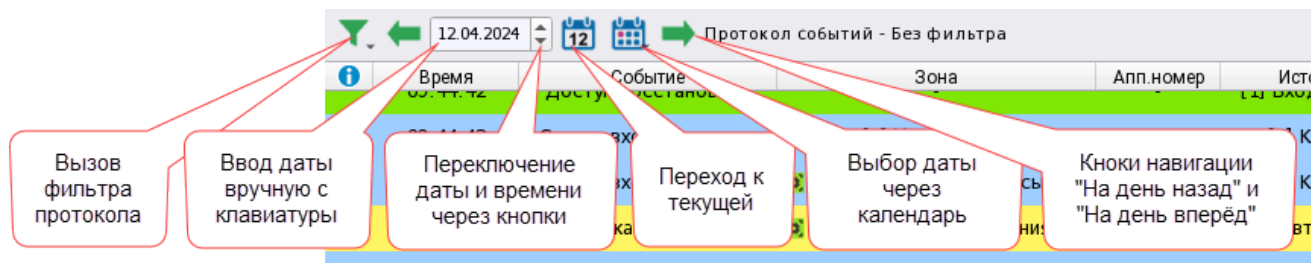 12.04.2024
12
Протокол событий - Без фильтра
Время
Событие
Зона
Апп.номер
Вызов
фильтра
протокола
Ввод даты
вручную с
клавиатуры
Переключение
даты и времени
через кнопки
Переход к
текущей
Выбор даты
через
календарь
Кноки навигации
"На день назад" и
"На день вперёд"